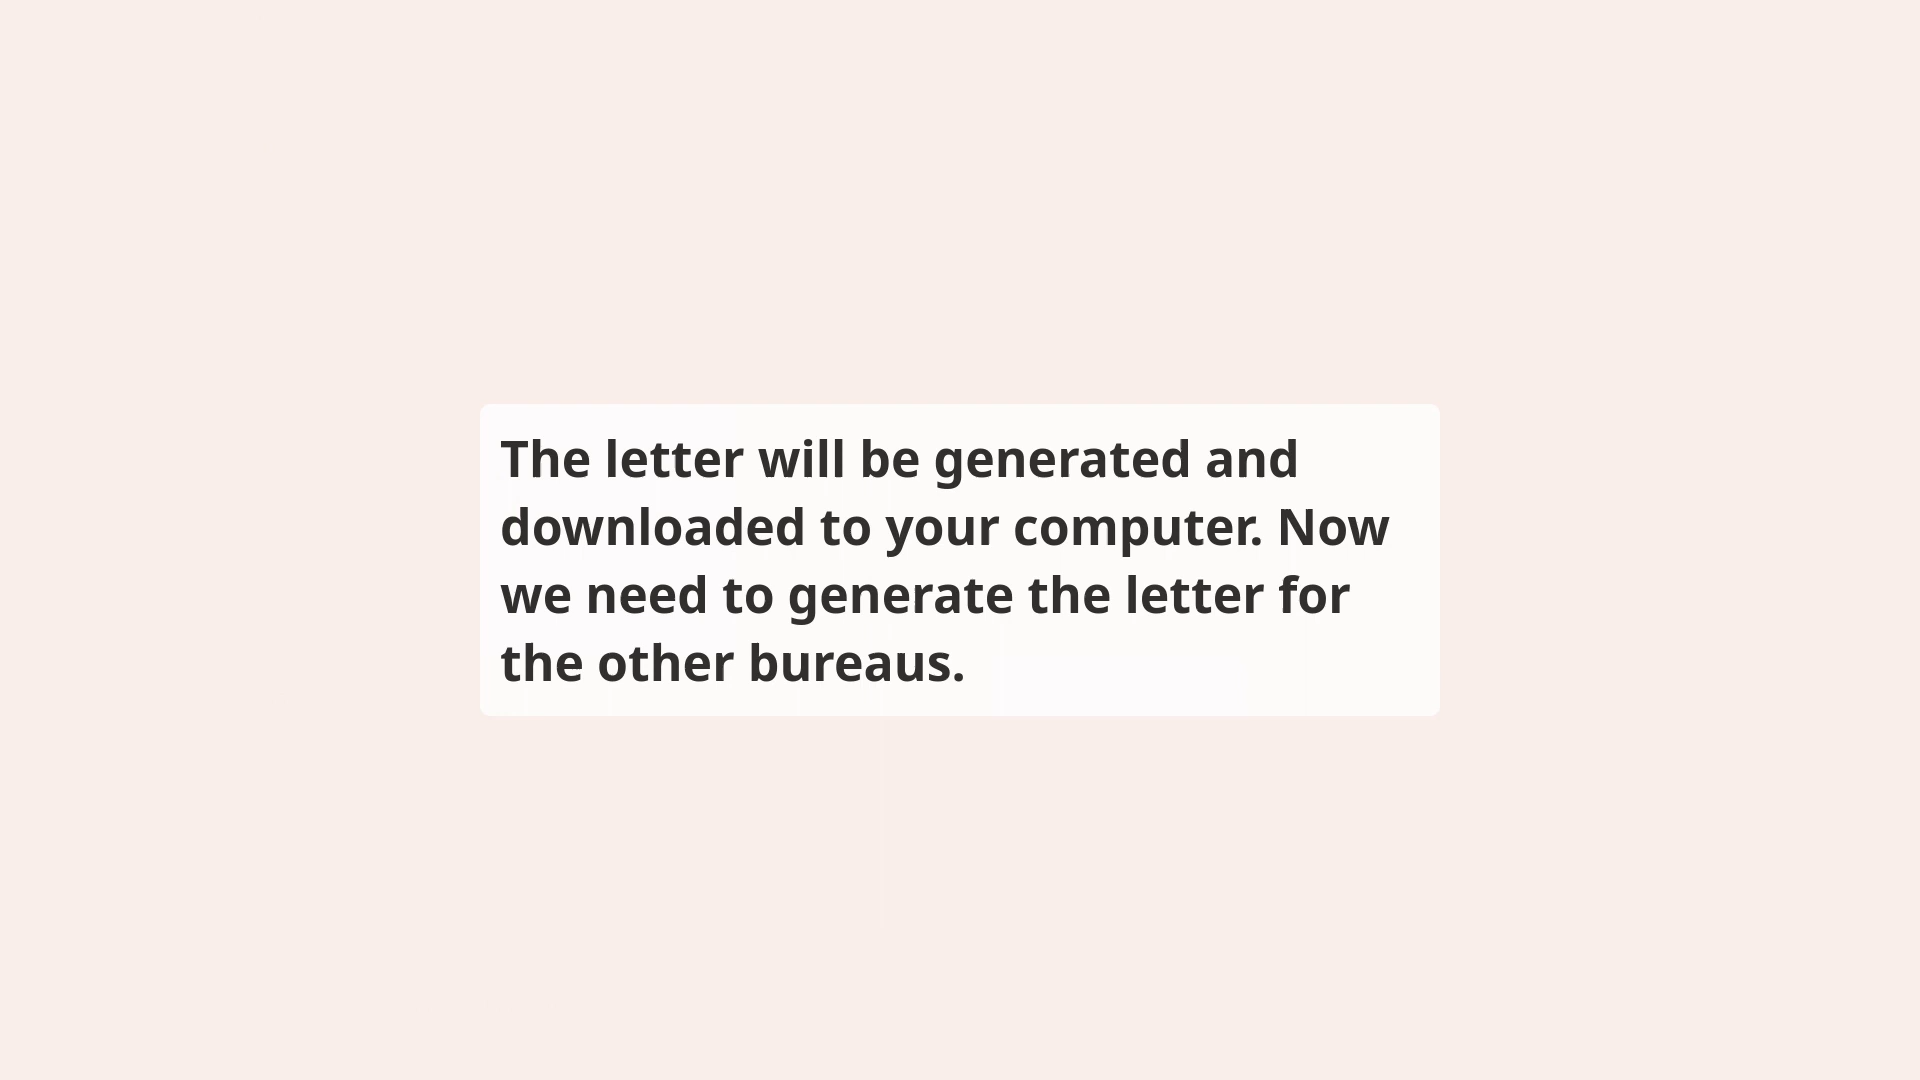 The letter will be generated and
downloaded to your computer. Now
we need to generate the letter for
the other bureaus.